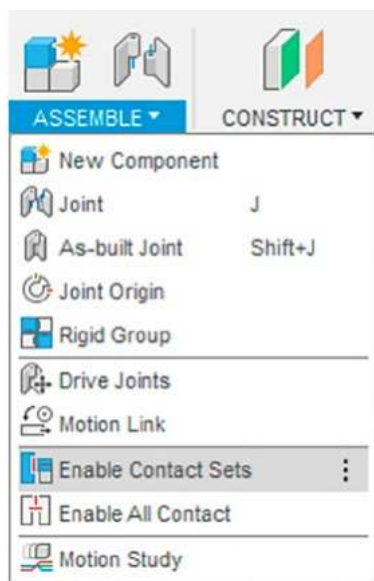 ASSEMBLE CONSTRUCT
New Component
Joint J
As-built Joint Shift+J
Joint Origin
Rigid Group
Drive Joints
Motion Link
Enable Contact Sets
Enable All Contact
Motion Study